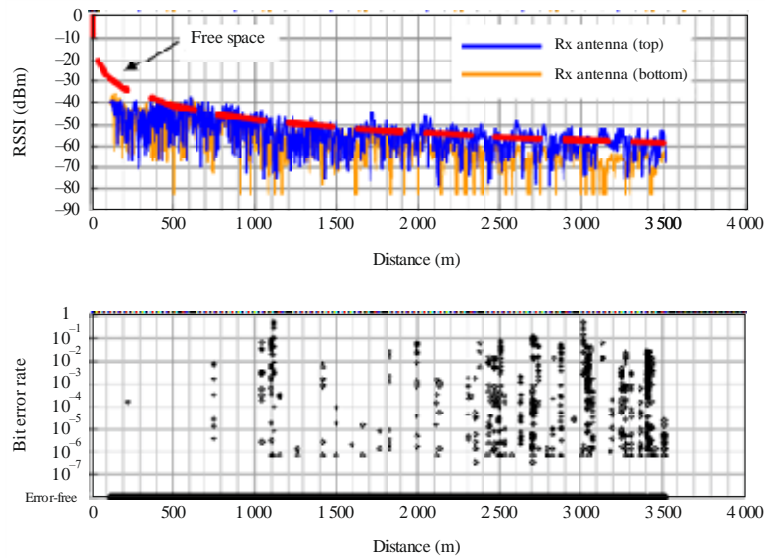 0
–10
–20
–30
–40
–50
–60
–70
–80
–90
RSSI (dBm)
Free space
Rx antenna (top)
Rx antenna (bottom)
0 500 1 000 1 500 2 000 2 500 3 000 3 500 4 000
Distance (m)
1
10–1
10–2
10–3
10–4
10–5
10–6
10–7
Error-free
Bit error rate
0 500 1 000 1 500 2 000 2 500 3 000 3 500 4 000
Distance (m)